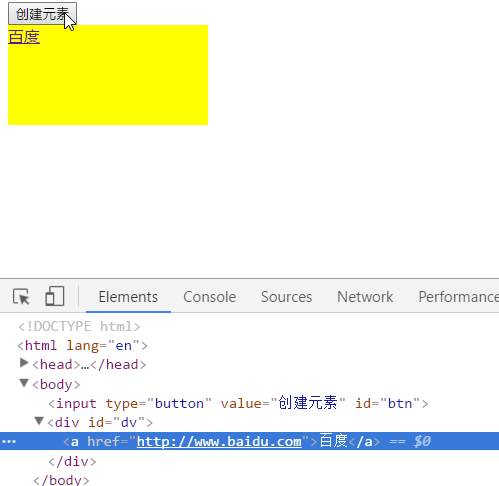 创建元素
百度
Elements Console Sources Network Performance
<!DOCTYPE html>
<html lang="en">
<head>…</head>
<body>
<input type="button" value="创建元素" id="btn">
<div id="dv">
<a href="http://www.baidu.com">百度</a> == $0
</div>
</body>